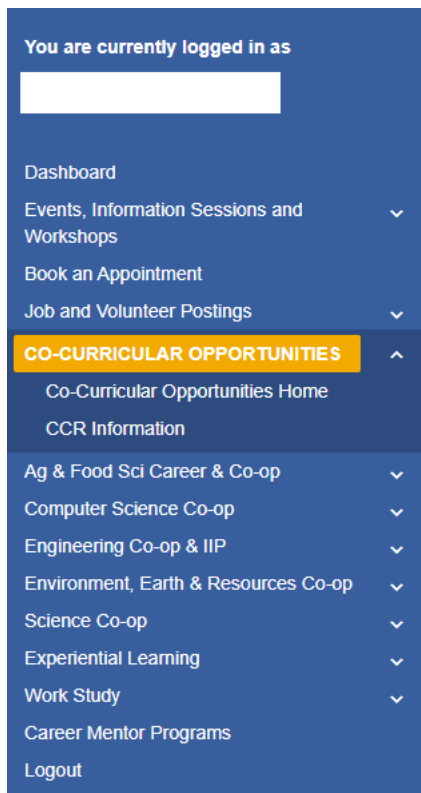 You are currently logged in as
Dashboard
Events, Information Sessions and
Workshops
Book an Appointment
Job and Volunteer Postings
CO-CURRICULAR OPPORTUNITIES
Co-Curricular Opportunities Home
CCR Information
Ag & Food Sci Career & Co-op
Computer Science Co-op
Engineering Co-op & IIP
Environment, Earth & Resources Co-op
Science Co-op
Experiential Learning
Work Study
Career Mentor Programs
Logout